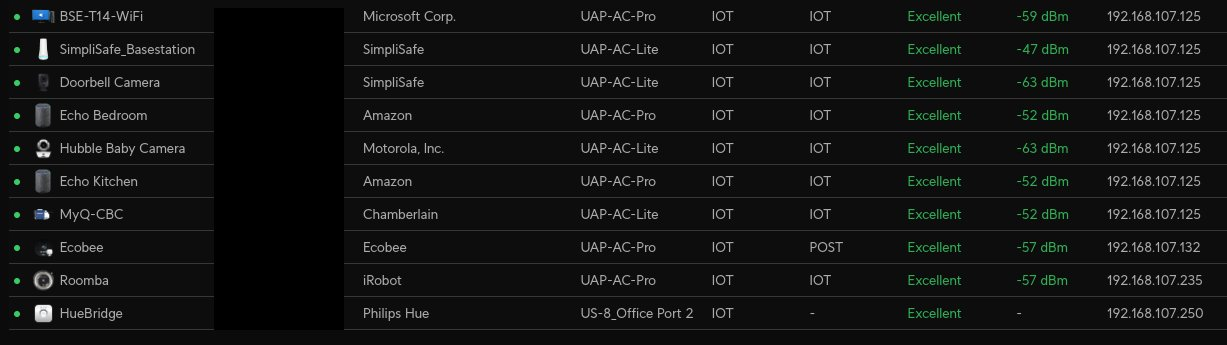 BSE-T14-WiFi Microsoft Corp. UAP-AC-Pro IOT IOT Excellent -59 dBm 192.168.107.125
SimpliSafe_Basestation SimpliSafe UAP-AC-Lite IOT IOT Excellent -47 dBm 192.168.107.125
Doorbell Camera SimpliSafe UAP-AC-Lite IOT IOT Excellent -63 dBm 192.168.107.125
Echo Bedroom Amazon UAP-AC-Pro IOT IOT Excellent -52 dBm 192.168.107.125
Hubble Baby Camera Motorola, Inc. UAP-AC-Lite IOT IOT Excellent -63 dBm 192.168.107.125
Echo Kitchen Amazon UAP-AC-Pro IOT IOT Excellent -52 dBm 192.168.107.125
MyQ-CBC Chamberlain UAP-AC-Lite IOT IOT Excellent -52 dBm 192.168.107.125
Ecobee Ecobee UAP-AC-Pro IOT POST Excellent -57 dBm 192.168.107.132
Roomba iRobot UAP-AC-Pro IOT IOT Excellent -57 dBm 192.168.107.235
HueBridge Philips Hue US-8_Office Port 2 IOT - Excellent - 192.168.107.250